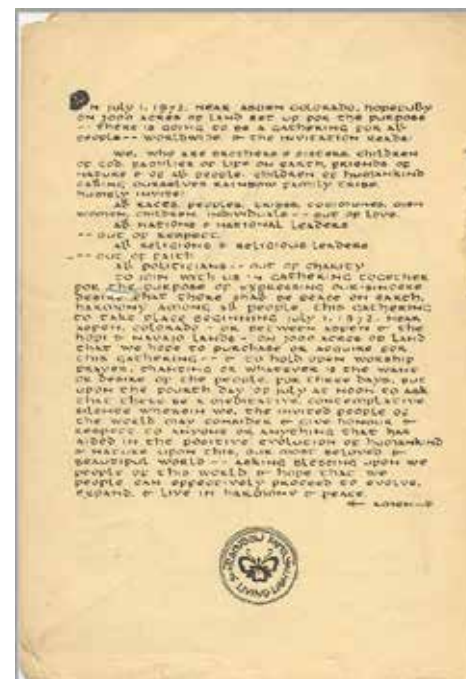 On July 1, 1972, near Aspen Colorado, hopefully
on 3000 acres of land set up for the purpose
-- there is going to be a gathering for all
people -- worldwide & the invitation reads:
We, who are brothers & sisters, children
of God, families of life on earth, friends of
nature & of all people, children of humankind
calling ourselves Rainbow Family Tribe
humbly invite:
All races, peoples, tribes, communes, men
women, children, individuals -- out of love.
All nations & national leaders
-- out of respect.
All religions & religious leaders
-- out of faith
All politicians -- out of charity
to join with us in gathering together
for the purpose of expressing our sincere
desire that there shall be peace on earth,
harmony among all people. This gathering
to take place beginning July 1, 1972, near
Aspen, Colorado - or between Aspen & the
Hopi & Navajo lands - on 3000 acres of land
that we hope to purchase or acquire for
this gathering -- & to hold open worship
prayer, chanting or whatever is the want
or desire of the people, for three days, but
upon the fourth day of July at noon to ask
that there be a meditative, contemplative
silence wherein we, the invited people of
the world may consider & give honour &
respect to anyone or anything that has
aided in the positive evolution of humankind
& nature upon this, our most beloved &
beautiful world -- asking blessing upon we
people of this world & hope that we
people can effectively proceed to evolve,
expand, & live in harmony & peace.
Amen
Rainbow Family
Living Light